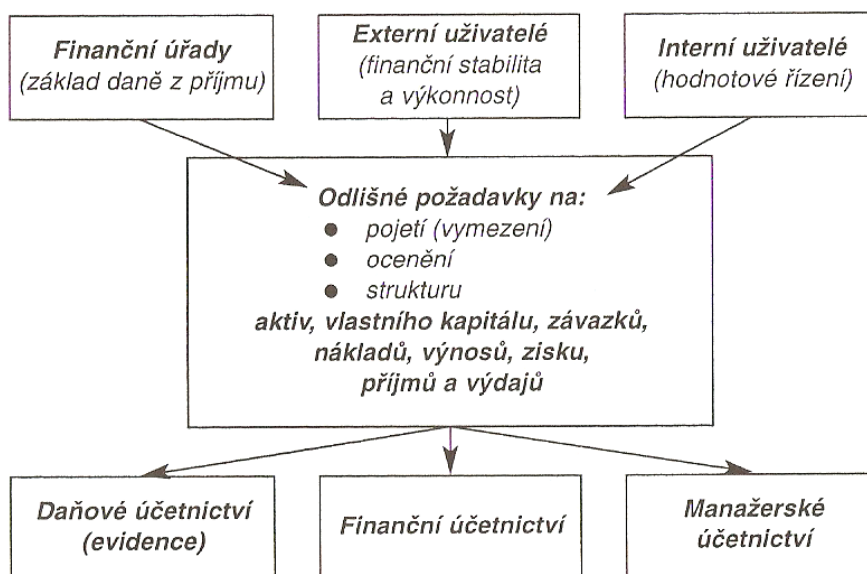 Finanční úřady
(základ daně z příjmu)
Externí uživatelé
(finanční stabilita
a výkonnost)
Interní uživatelé
(hodnotové řízení)
Odlišné požadavky na:
● pojetí (vymezení)
● ocenění
● strukturu
aktiv, vlastního kapitálu, závazků,
nákladů, výnosů, zisku,
příjmů a výdajů
Daňové účetnictví
(evidence)
Finanční účetnictví
Manažerské
účetnictví